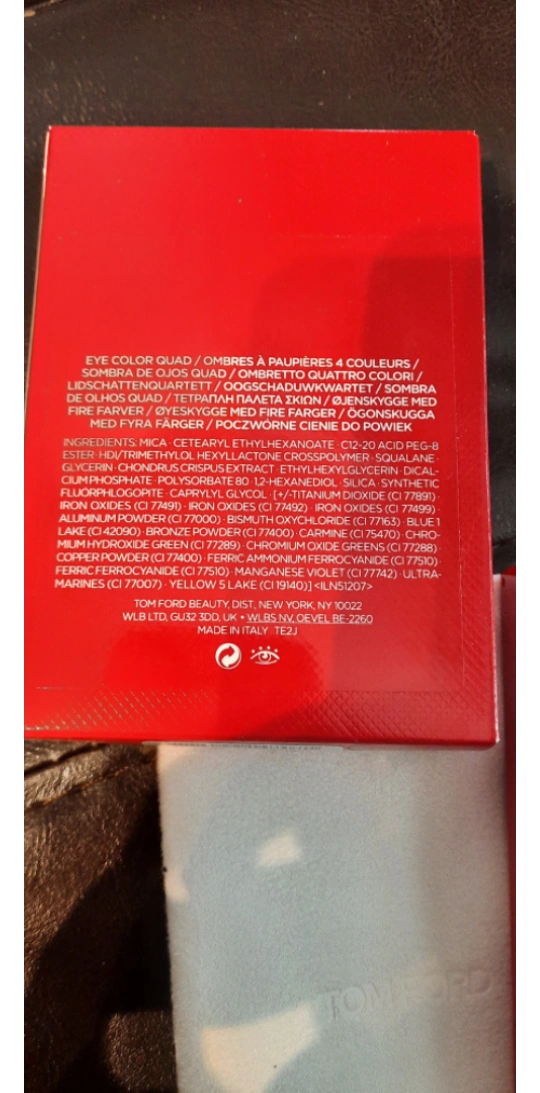 EYE COLOR QUAD / OMBRES À PAUPIÈRES 4 COULEURS /
SOMBRA DE OJOS QUAD / OMBRETTO QUATTRO COLORI /
LIDSCHATTENQUARTETT / OOGSCHADUWKWARTET / SOMBRA
DE OLHOS QUAD / ΤΕΤΡΑΠΛΗ ΠΑΛΕΤΑ ΣΚΙΩΝ / ØJENSKYGGE MED
FIRE FARVER / ØYESKYGGE MED FIRE FARGER / ÖGONSKUGGA
MED FYRA FÄRGER / POCZWÓRNE CIENIE DO POWIEK
INGREDIENTS: MICA · CETEARYL ETHYLHEXANOATE · C12-20 ACID PEG-8
ESTER · HDI/TRIMETHYLOL HEXYLLACTONE CROSSPOLYMER · SQUALANE ·
GLYCERIN · CHONDRUS CRISPUS EXTRACT · ETHYLHEXYLGLYCERIN · DICAL-
CIUM PHOSPHATE · POLYSORBATE 80 · 1,2-HEXANEDIOL · SILICA · SYNTHETIC
FLUORPHLOGOPITE · CAPRYLYL GLYCOL · [+/-TITANIUM DIOXIDE (CI 77891) ·
IRON OXIDES (CI 77491) · IRON OXIDES (CI 77492) · IRON OXIDES (CI 77499) ·
ALUMINUM POWDER (CI 77000) · BISMUTH OXYCHLORIDE (CI 77163) · BLUE 1
LAKE (CI 42090) · BRONZE POWDER (CI 77400) · CARMINE (CI 75470) · CHRO-
MIUM HYDROXIDE GREEN (CI 77289) · CHROMIUM OXIDE GREENS (CI 77288) ·
COPPER POWDER (CI 77400) · FERRIC AMMONIUM FERROCYANIDE (CI 77510) ·
FERRIC FERROCYANIDE (CI 77510) · MANGANESE VIOLET (CI 77742) · ULTRA-
MARINES (CI 77007) · YELLOW 5 LAKE (CI 19140)] <ILN51207>
TOM FORD BEAUTY, DIST, NEW YORK, NY 10022
WLB LTD, GU32 3DD, UK • WLBS NV, OEVEL BE-2260
MADE IN ITALY TE2J
TOM FORD